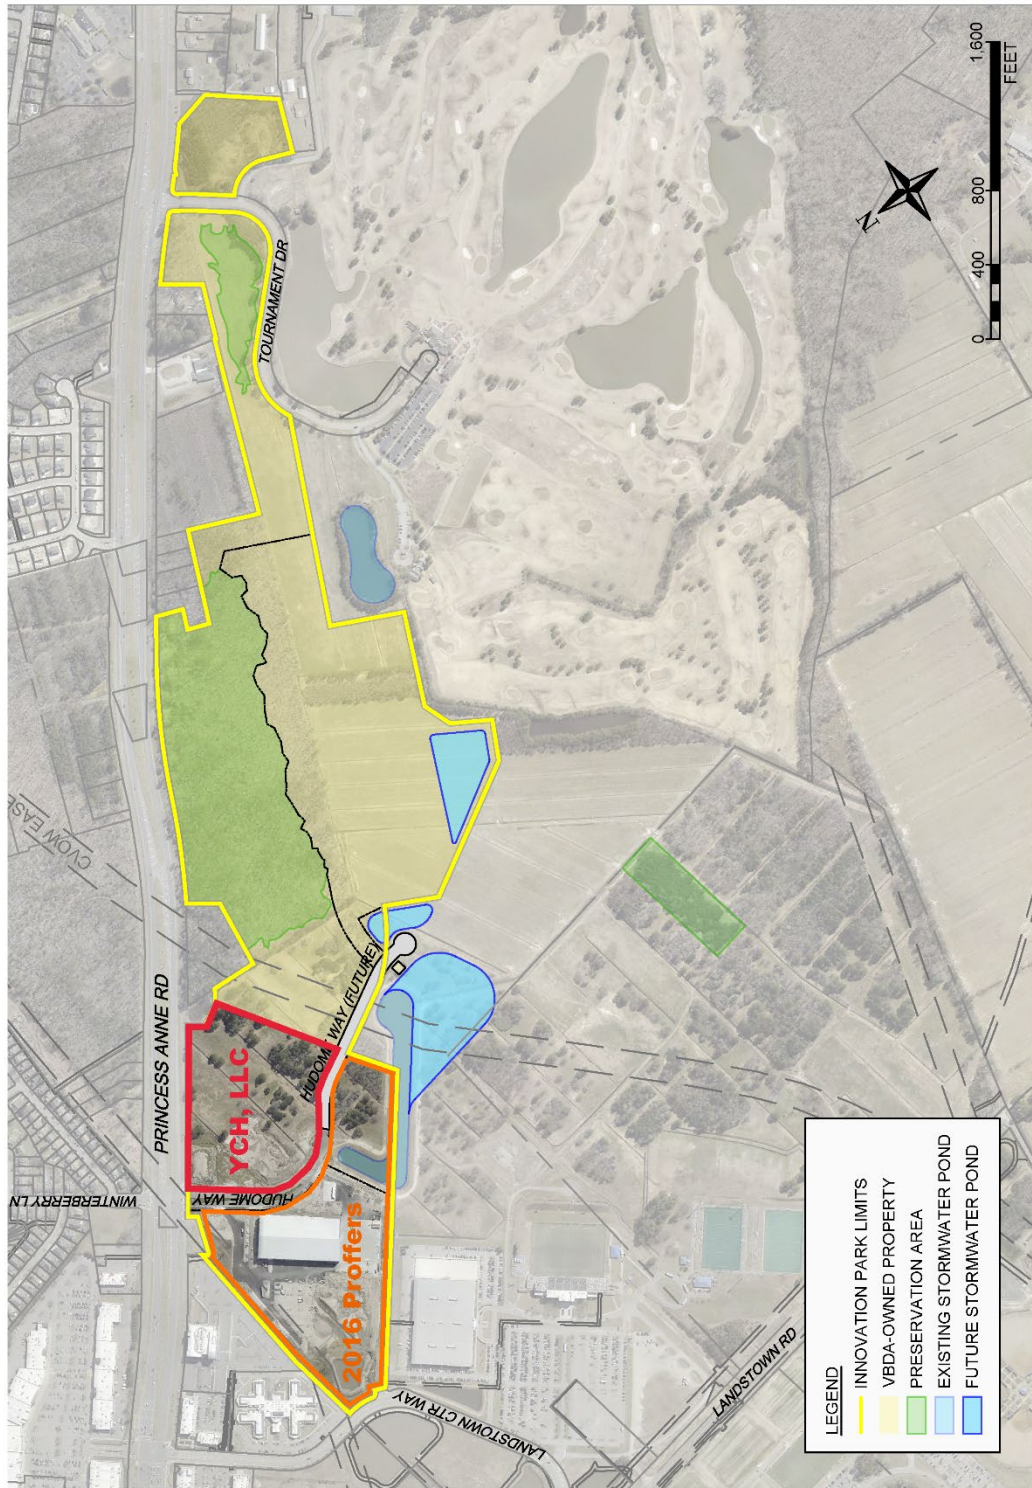 PRINCESS ANNE RD
CVOW EASE
TOURNAMENT DR
WINTERBERRY LN
HUDOME WAY
HUDOME WAY (FUTURE)
YCH, LLC
2016 Proffers
LANDSTOWN CTR WAY
LANDSTOWN RD
N
0 400 800 1,600
FEET
LEGEND
INNOVATION PARK LIMITS
VBDA-OWNED PROPERTY
PRESERVATION AREA
EXISTING STORMWATER POND
FUTURE STORMWATER POND